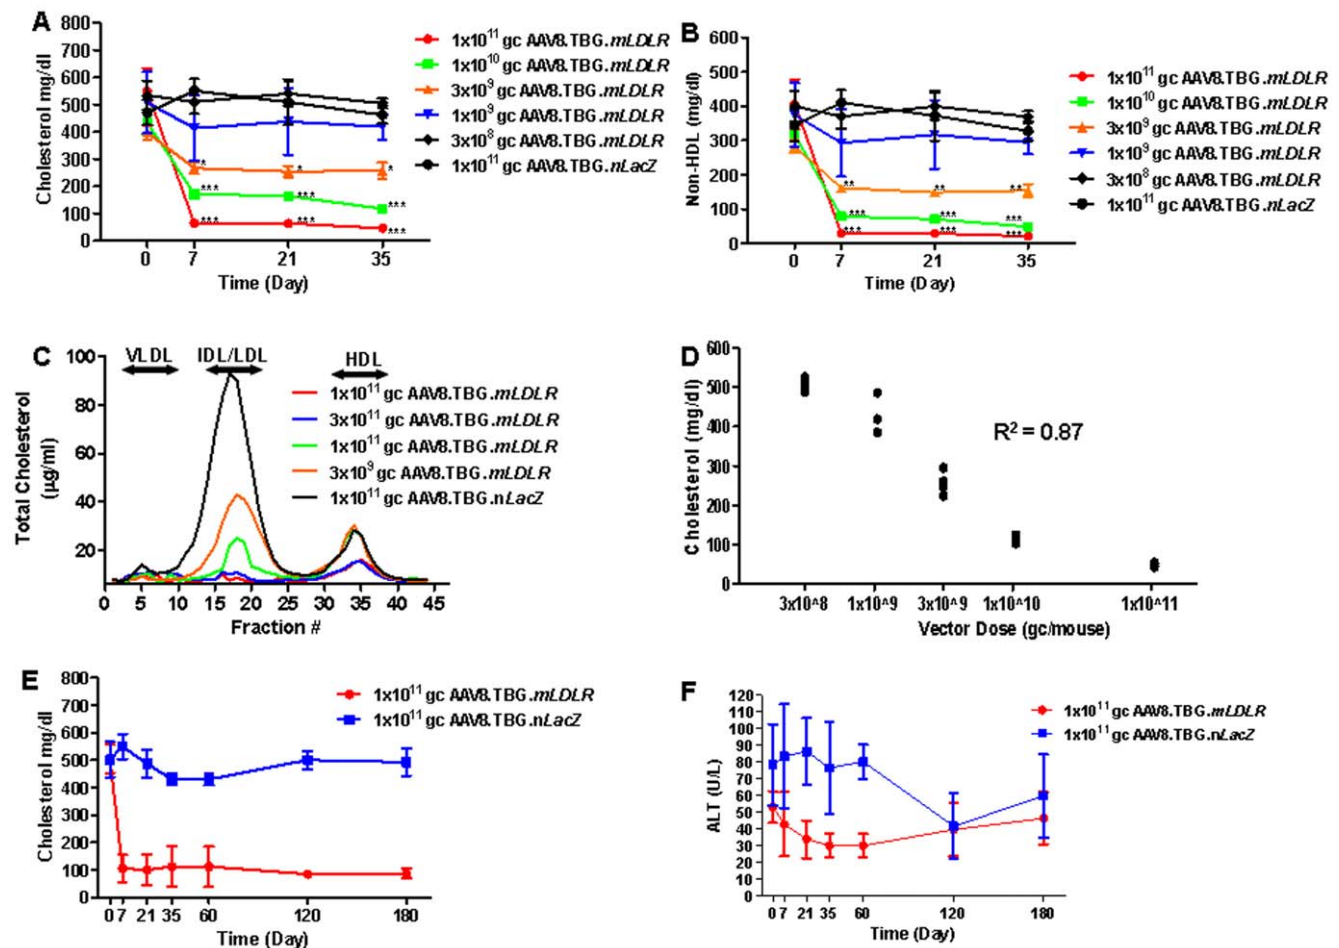 A
800
700
600
500
400
300
200
100
0
Cholesterol mg/dl
0 7 21 35
Time (Day)
* * *
*** *** ***
*** *** ***
1x10¹¹ gc AAV8.TBG.mLDLR
1x10¹⁰ gc AAV8.TBG.mLDLR
3x10⁹ gc AAV8.TBG.mLDLR
1x10⁹ gc AAV8.TBG.mLDLR
3x10⁸ gc AAV8.TBG.mLDLR
1x10¹¹ gc AAV8.TBG.nLacZ
B
600
500
400
300
200
100
0
Non-HDL (mg/dl)
0 7 21 35
Time (Day)
** ** **
*** *** ***
*** *** ***
1x10¹¹ gc AAV8.TBG.mLDLR
1x10¹⁰ gc AAV8.TBG.mLDLR
3x10⁹ gc AAV8.TBG.mLDLR
1x10⁹ gc AAV8.TBG.mLDLR
3x10⁸ gc AAV8.TBG.mLDLR
1x10¹¹ gc AAV8.TBG.nLacZ
C
100
80
60
40
20
Total Cholesterol
(µg/ml)
VLDL IDL/LDL HDL
1x10¹¹ gc AAV8.TBG.mLDLR
3x10¹¹ gc AAV8.TBG.mLDLR
1x10¹¹ gc AAV8.TBG.mLDLR
3x10⁹ gc AAV8.TBG.mLDLR
1x10¹¹ gc AAV8.TBG.nLacZ
0 5 10 15 20 25 30 35 40 45
Fraction #
D
600
500
400
300
200
100
0
Cholesterol (mg/dl)
R² = 0.87
3x10^8 1x10^9 3x10^9 1x10^10 1x10^11
Vector Dose (gc/mouse)
E
800
700
600
500
400
300
200
100
0
Cholesterol mg/dl
1x10¹¹ gc AAV8.TBG.mLDLR
1x10¹¹ gc AAV8.TBG.nLacZ
0 7 21 35 60 120 180
Time (Day)
F
120
110
100
90
80
70
60
50
40
30
20
10
0
ALT (U/L)
1x10¹¹ gc AAV8.TBG.mLDLR
1x10¹¹ gc AAV8.TBG.nLacZ
0 7 21 35 60 120 180
Time (Day)